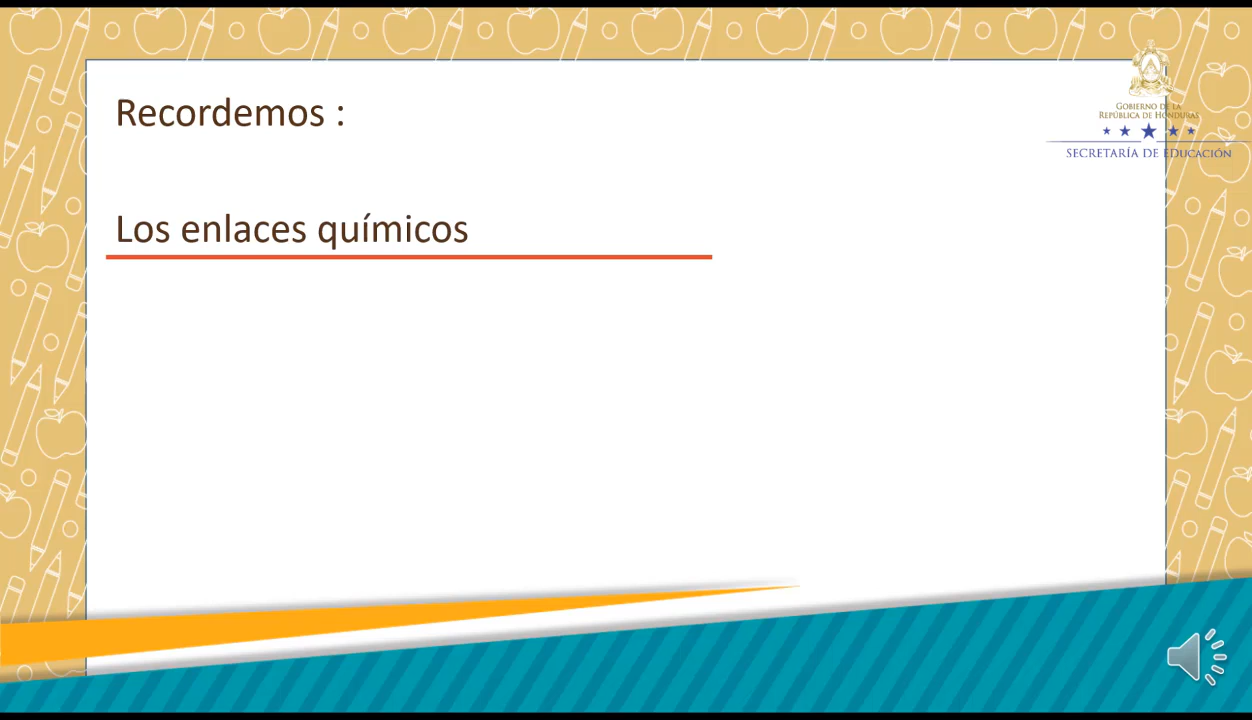 Recordemos :
GOBIERNO DE LA
REPÚBLICA DE HONDURAS
SECRETARÍA DE EDUCACIÓN
Los enlaces químicos